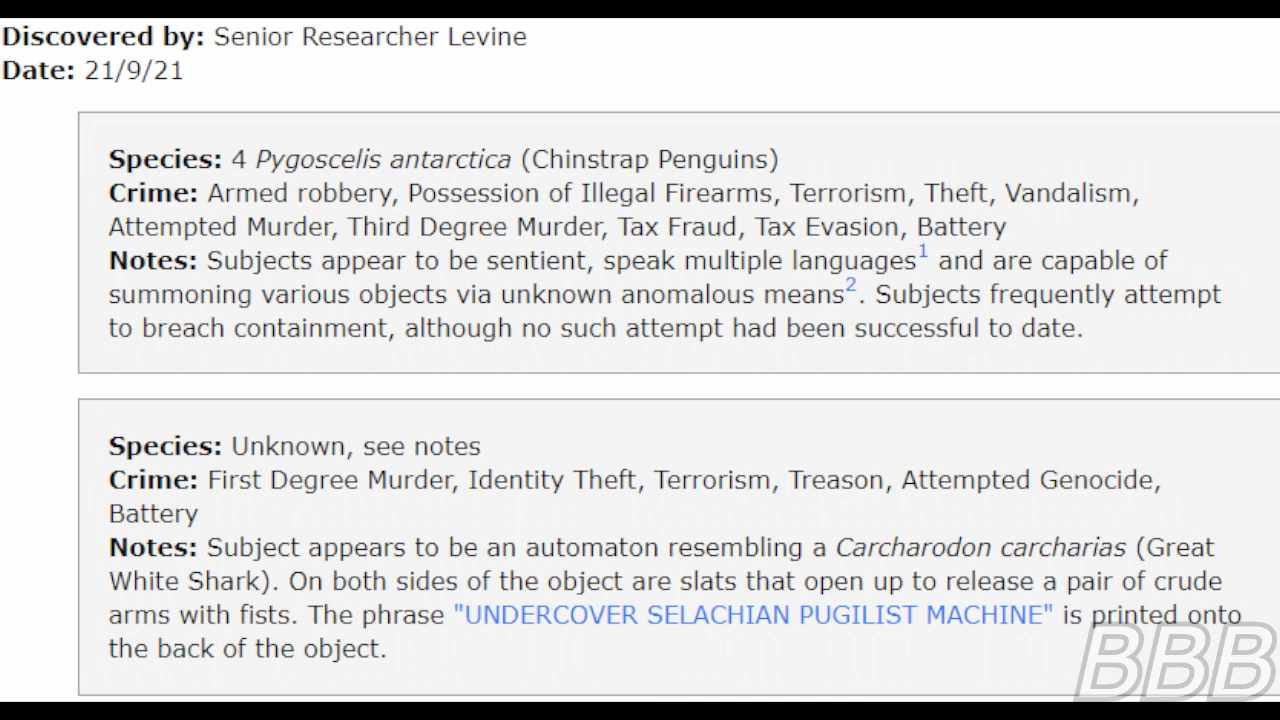 Discovered by: Senior Researcher Levine
Date: 21/9/21
Species: 4 Pygoscelis antarctica (Chinstrap Penguins)
Crime: Armed robbery, Possession of Illegal Firearms, Terrorism, Theft, Vandalism,
Attempted Murder, Third Degree Murder, Tax Fraud, Tax Evasion, Battery
Notes: Subjects appear to be sentient, speak multiple languages1 and are capable of
summoning various objects via unknown anomalous means2. Subjects frequently attempt
to breach containment, although no such attempt had been successful to date.
Species: Unknown, see notes
Crime: First Degree Murder, Identity Theft, Terrorism, Treason, Attempted Genocide,
Battery
Notes: Subject appears to be an automaton resembling a Carcharodon carcharias (Great
White Shark). On both sides of the object are slats that open up to release a pair of crude
arms with fists. The phrase "UNDERCOVER SELACHIAN PUGILIST MACHINE" is printed onto
the back of the object.
BBB